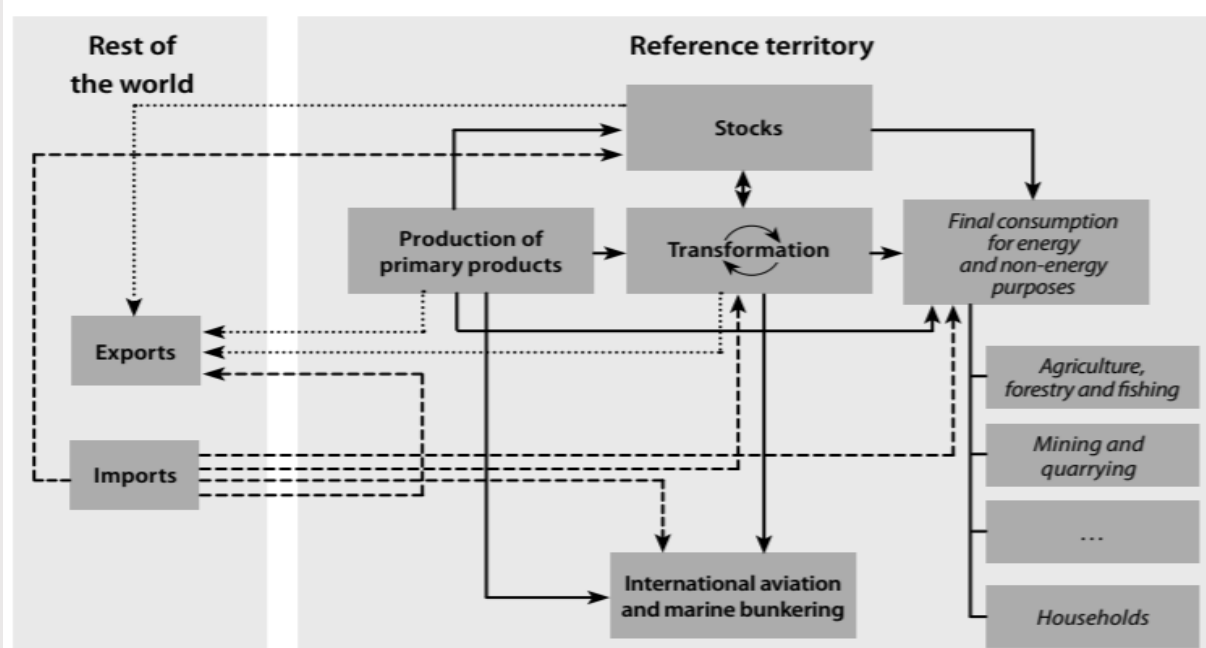 Rest of
the world
Reference territory
Stocks
Production of
primary products
Transformation
Final consumption
for energy
and non-energy
purposes
Exports
Imports
Agriculture,
forestry and fishing
Mining and
quarrying
...
Households
International aviation
and marine bunkering